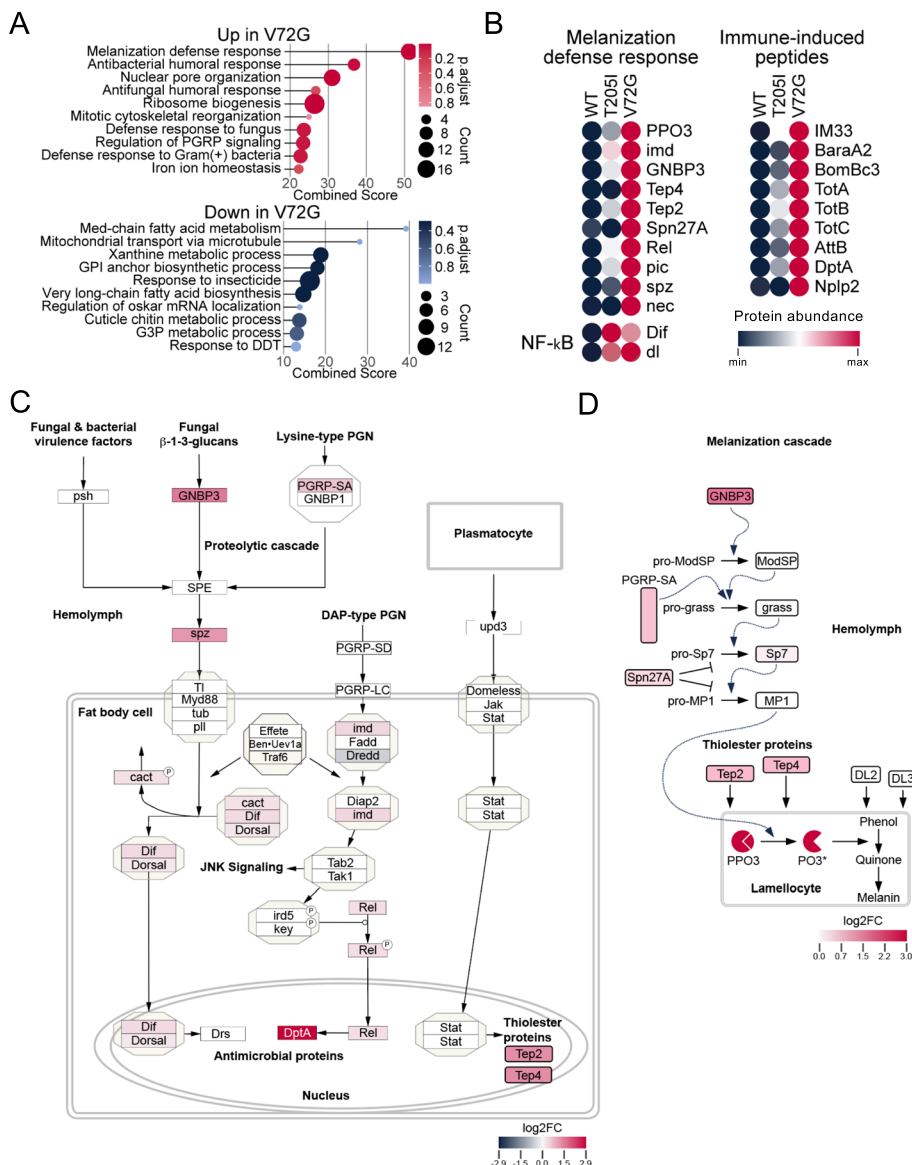 A
Up in V72G
Melanization defense response
Antibacterial humoral response
Nuclear pore organization
Antifungal humoral response
Ribosome biogenesis
Mitotic cytoskeletal reorganization
Defense response to fungus
Regulation of PGRP signaling
Defense response to Gram(+) bacteria
Iron ion homeostasis
20 30 40 50
Combined Score
0.2
0.4
0.6
0.8
p.adjust
4
8
12
16
Count
Down in V72G
Med-chain fatty acid metabolism
Mitochondrial transport via microtubule
Xanthine metabolic process
GPI anchor biosynthetic process
Response to insecticide
Very long-chain fatty acid biosynthesis
Regulation of oskar mRNA localization
Cuticle chitin metabolic process
G3P metabolic process
Response to DDT
10 20 30 40
Combined Score
0.4
0.8
p.adjust
3
6
9
12
Count
B
Melanization
defense response
WT T205I V72G
PPO3
imd
GNBP3
Tep4
Tep2
Spn27A
Rel
pic
spz
nec
NF-kB
Dif
dl
Immune-induced
peptides
WT T205I V72G
IM33
BaraA2
BomBc3
TotA
TotB
TotC
AttB
DptA
Nplp2
Protein abundance
min max
C
Fungal & bacterial
virulence factors
Fungal
β-1-3-glucans
Lysine-type PGN
psh
GNBP3
PGRP-SA
GNBP1
Proteolytic cascade
Plasmatocyte
SPE
Hemolymph
DAP-type PGN
spz
PGRP-SD
upd3
PGRP-LC
Tl
Myd88
tub
pll
Domeless
Jak
Stat
Fat body cell
Effete
Ben•Uev1a
Traf6
imd
Fadd
Dredd
cact
P
cact
Dif
Dorsal
Diap2
imd
Stat
Stat
Dif
Dorsal
JNK Signaling
Tab2
Tak1
ird5
key
P
P
Rel
Rel
P
Dif
Dorsal
Drs
DptA
Rel
Antimicrobial proteins
Stat
Stat
Thiolester
proteins
Tep2
Tep4
Nucleus
log2FC
-2.9 -1.5 0.0 1.5 2.9
D
Melanization cascade
GNBP3
pro-ModSP
ModSP
PGRP-SA
pro-grass
grass
Hemolymph
pro-Sp7
Sp7
Spn27A
pro-MP1
MP1
Thiolester proteins
Tep2
Tep4
DL2
DL3
Phenol
PPO3
PO3*
Quinone
Lamellocyte
Melanin
log2FC
0.0 0.7 1.5 2.2 3.0